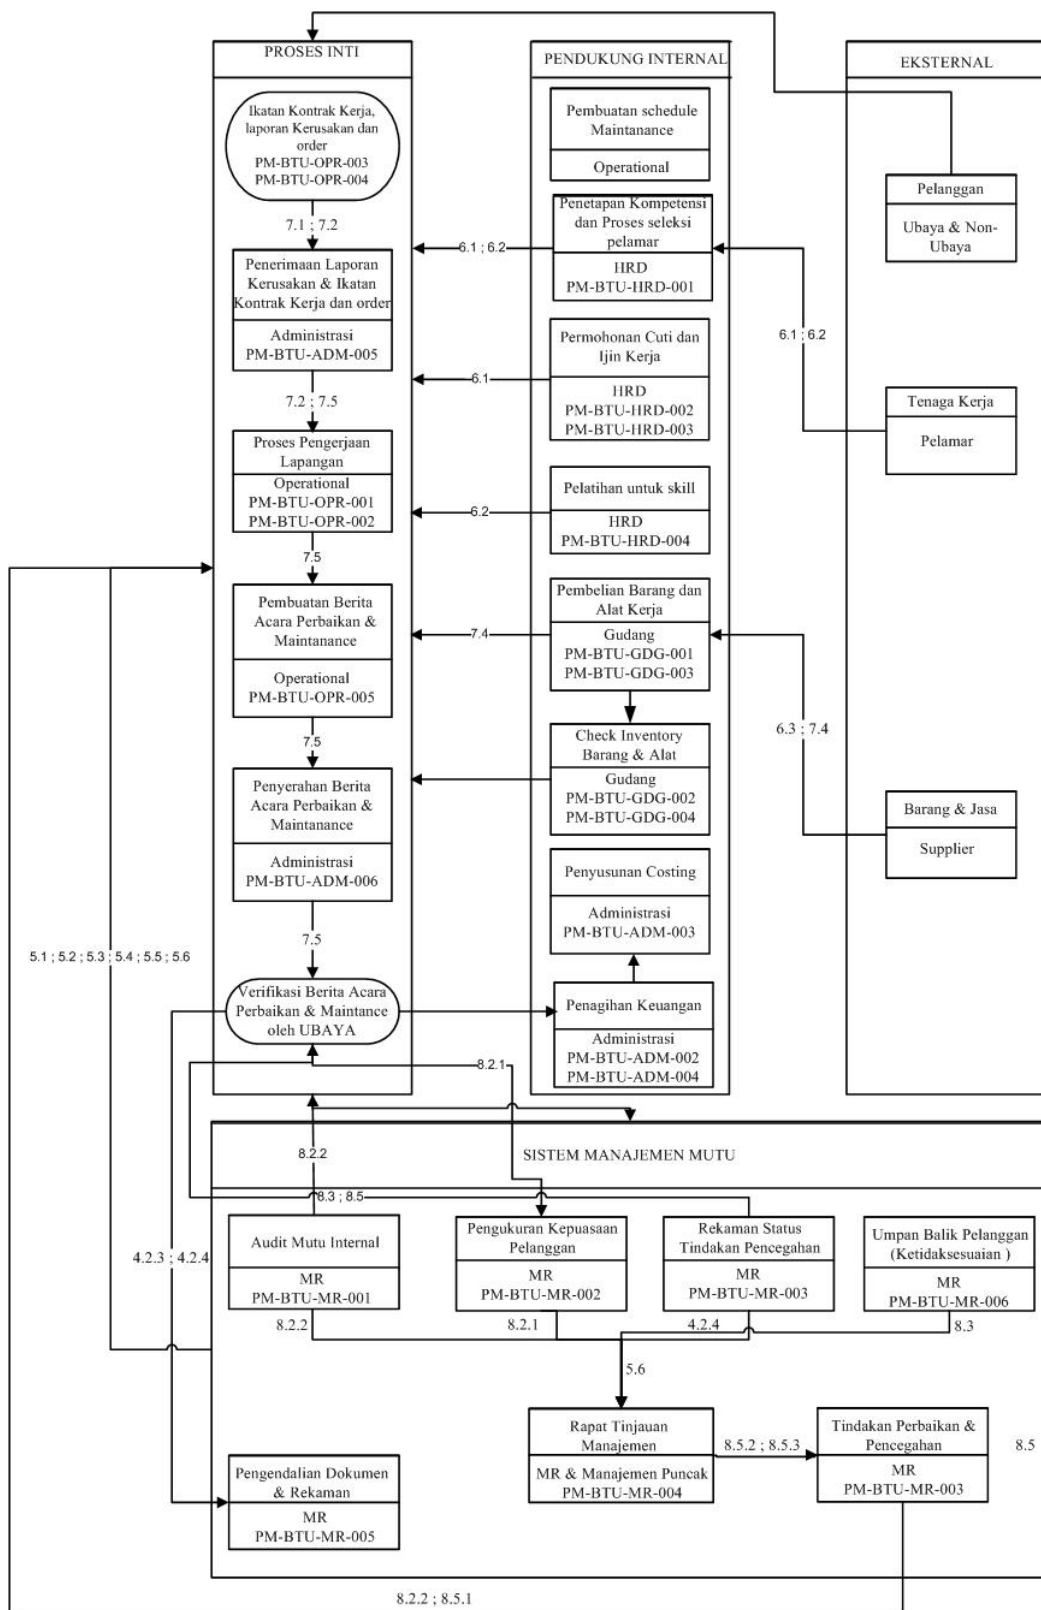 PROSES INTI
Ikatan Kontrak Kerja,
laporan Kerusakan dan
order
PM-BTU-OPR-003
PM-BTU-OPR-004
7.1 ; 7.2
Penerimaan Laporan
Kerusakan & Ikatan
Kontrak Kerja dan order
Administrasi
PM-BTU-ADM-005
7.2 ; 7.5
Proses Pengerjaan
Lapangan
Operational
PM-BTU-OPR-001
PM-BTU-OPR-002
7.5
Pembuatan Berita
Acara Perbaikan &
Maintanance
Operational
PM-BTU-OPR-005
7.5
Penyerahan Berita
Acara Perbaikan &
Maintanance
Administrasi
PM-BTU-ADM-006
7.5
Verifikasi Berita Acara
Perbaikan & Maintance
oleh UBAYA
PENDUKUNG INTERNAL
Pembuatan schedule
Maintanance
Operational
Penetapan Kompetensi
dan Proses seleksi
pelamar
HRD
PM-BTU-HRD-001
6.1 ; 6.2
Permohonan Cuti dan
Ijin Kerja
HRD
PM-BTU-HRD-002
PM-BTU-HRD-003
6.1
Pelatihan untuk skill
HRD
PM-BTU-HRD-004
6.2
Pembelian Barang dan
Alat Kerja
Gudang
PM-BTU-GDG-001
PM-BTU-GDG-003
7.4
Check Inventory
Barang & Alat
Gudang
PM-BTU-GDG-002
PM-BTU-GDG-004
Penyusunan Costing
Administrasi
PM-BTU-ADM-003
Penagihan Keuangan
Administrasi
PM-BTU-ADM-002
PM-BTU-ADM-004
8.2.1
EKSTERNAL
Pelanggan
Ubaya & Non-
Ubaya
6.1 ; 6.2
Tenaga Kerja
Pelamar
6.3 ; 7.4
Barang & Jasa
Supplier
5.1 ; 5.2 ; 5.3 ; 5.4 ; 5.5 ; 5.6
SISTEM MANAJEMEN MUTU
8.2.2
8.3 ; 8.5
4.2.3 ; 4.2.4
Audit Mutu Internal
MR
PM-BTU-MR-001
Pengukuran Kepuasaan
Pelanggan
MR
PM-BTU-MR-002
Rekaman Status
Tindakan Pencegahan
MR
PM-BTU-MR-003
Umpan Balik Pelanggan
(Ketidaksesuaian )
MR
PM-BTU-MR-006
8.2.2
8.2.1
4.2.4
8.3
5.6
Rapat Tinjauan
Manajemen
MR & Manajemen Puncak
PM-BTU-MR-004
8.5.2 ; 8.5.3
Tindakan Perbaikan &
Pencegahan
MR
PM-BTU-MR-003
8.5
Pengendalian Dokumen
& Rekaman
MR
PM-BTU-MR-005
8.2.2 ; 8.5.1